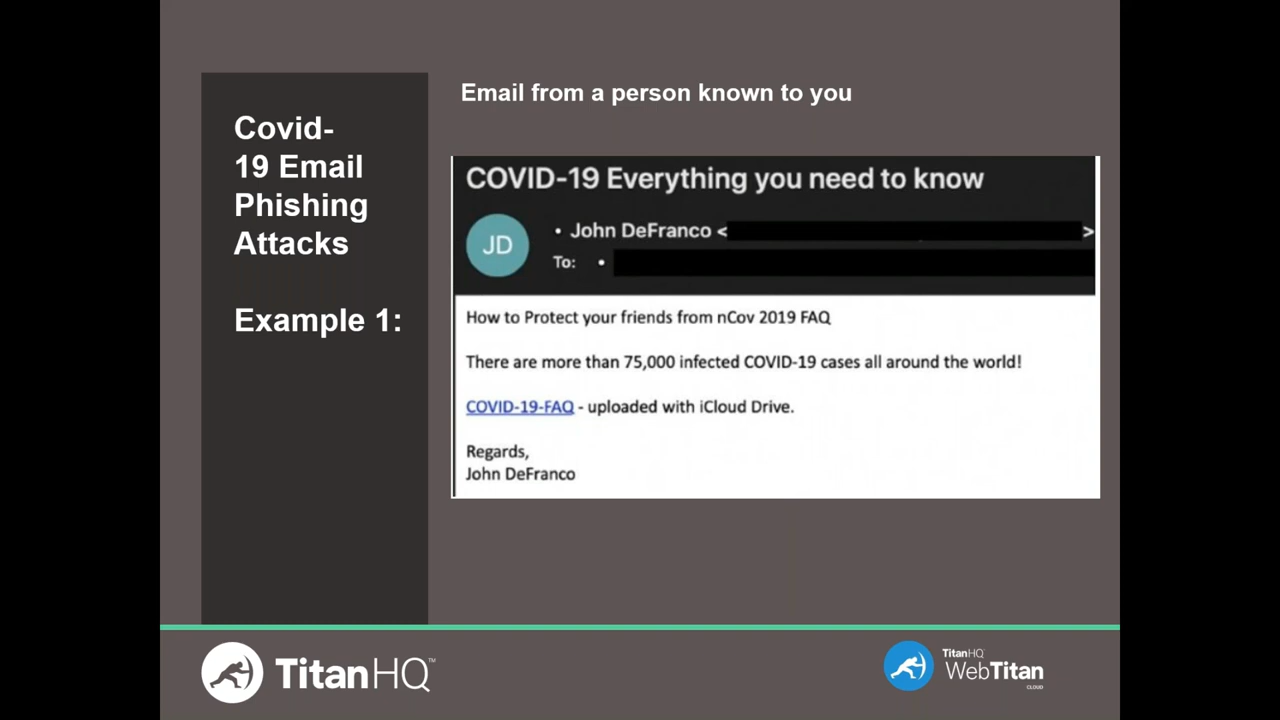 Covid-
19 Email
Phishing
Attacks
Example 1:
Email from a person known to you
COVID-19 Everything you need to know
JD
• John DeFranco < >
To: •
How to Protect your friends from nCov 2019 FAQ
There are more than 75,000 infected COVID-19 cases all around the world!
COVID-19-FAQ - uploaded with iCloud Drive.
Regards,
John DeFranco
TitanHQ™
TitanHQ™
WebTitan
CLOUD